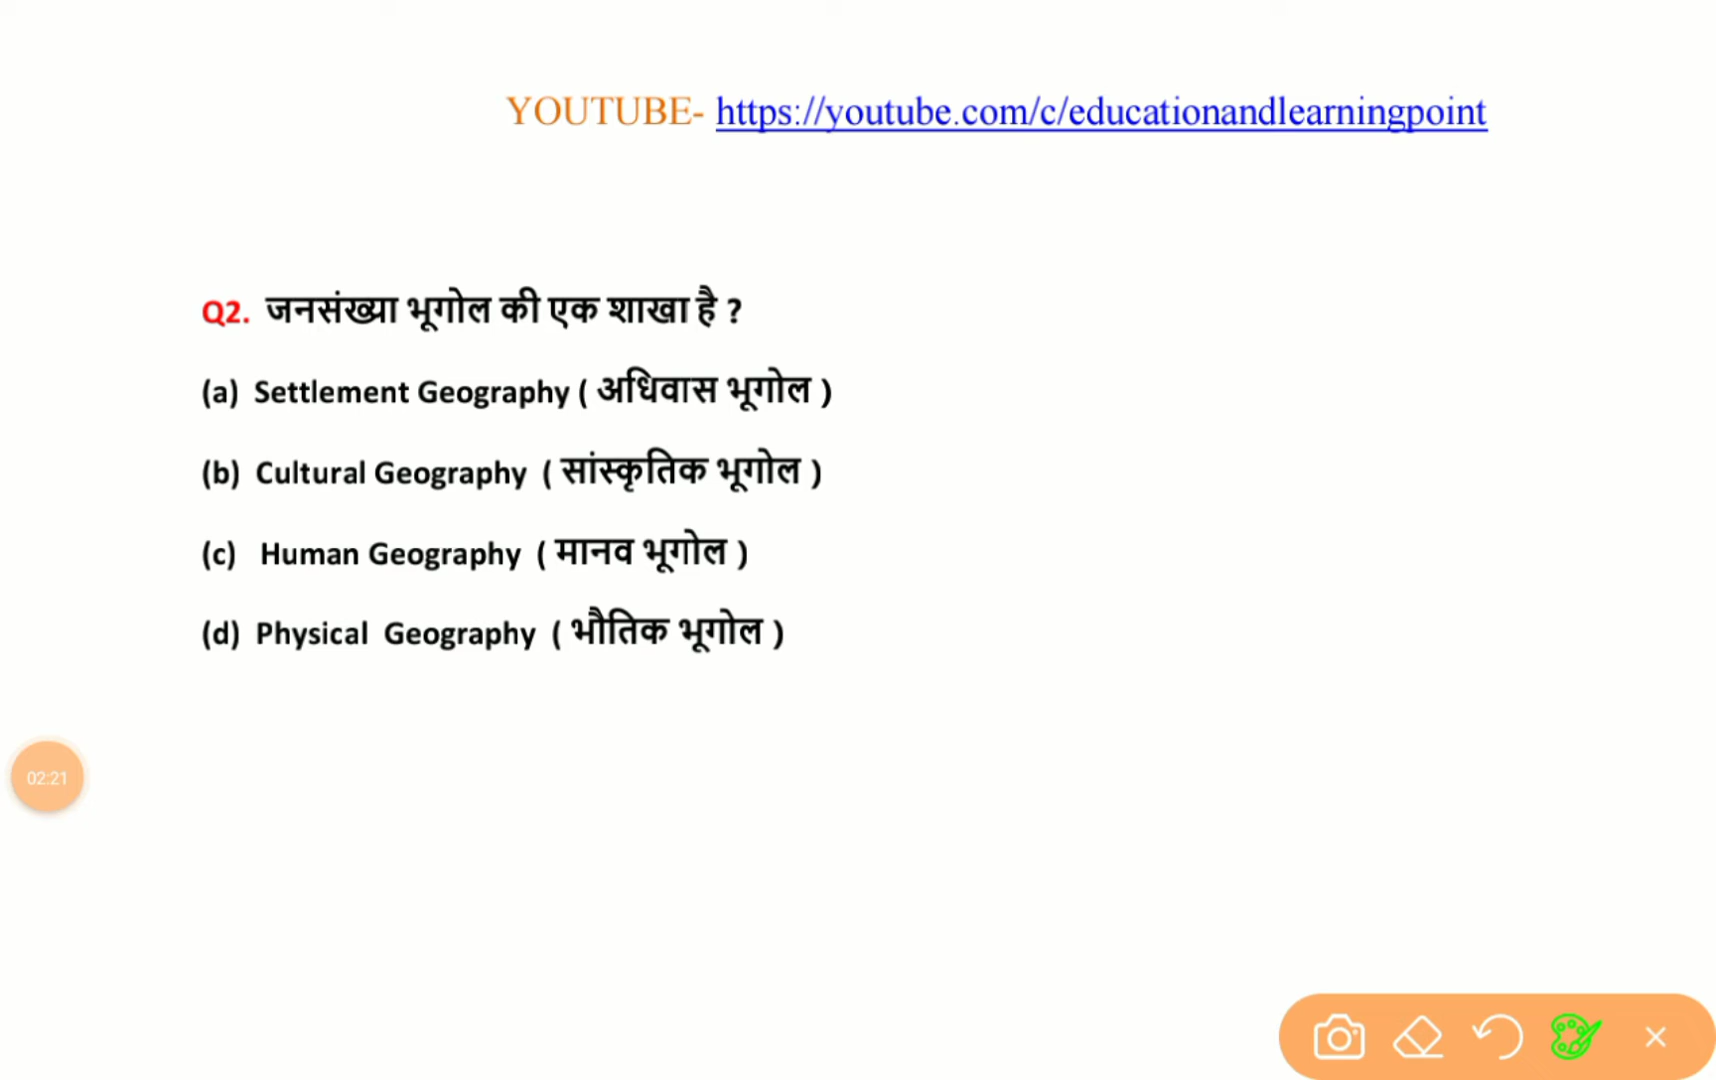 YOUTUBE- https://youtube.com/c/educationandlearningpoint
Q2. जनसंख्या भूगोल की एक शाखा है ?
(a) Settlement Geography ( अधिवास भूगोल )
(b) Cultural Geography ( सांस्कृतिक भूगोल )
(c) Human Geography ( मानव भूगोल )
(d) Physical Geography ( भौतिक भूगोल )
02:21